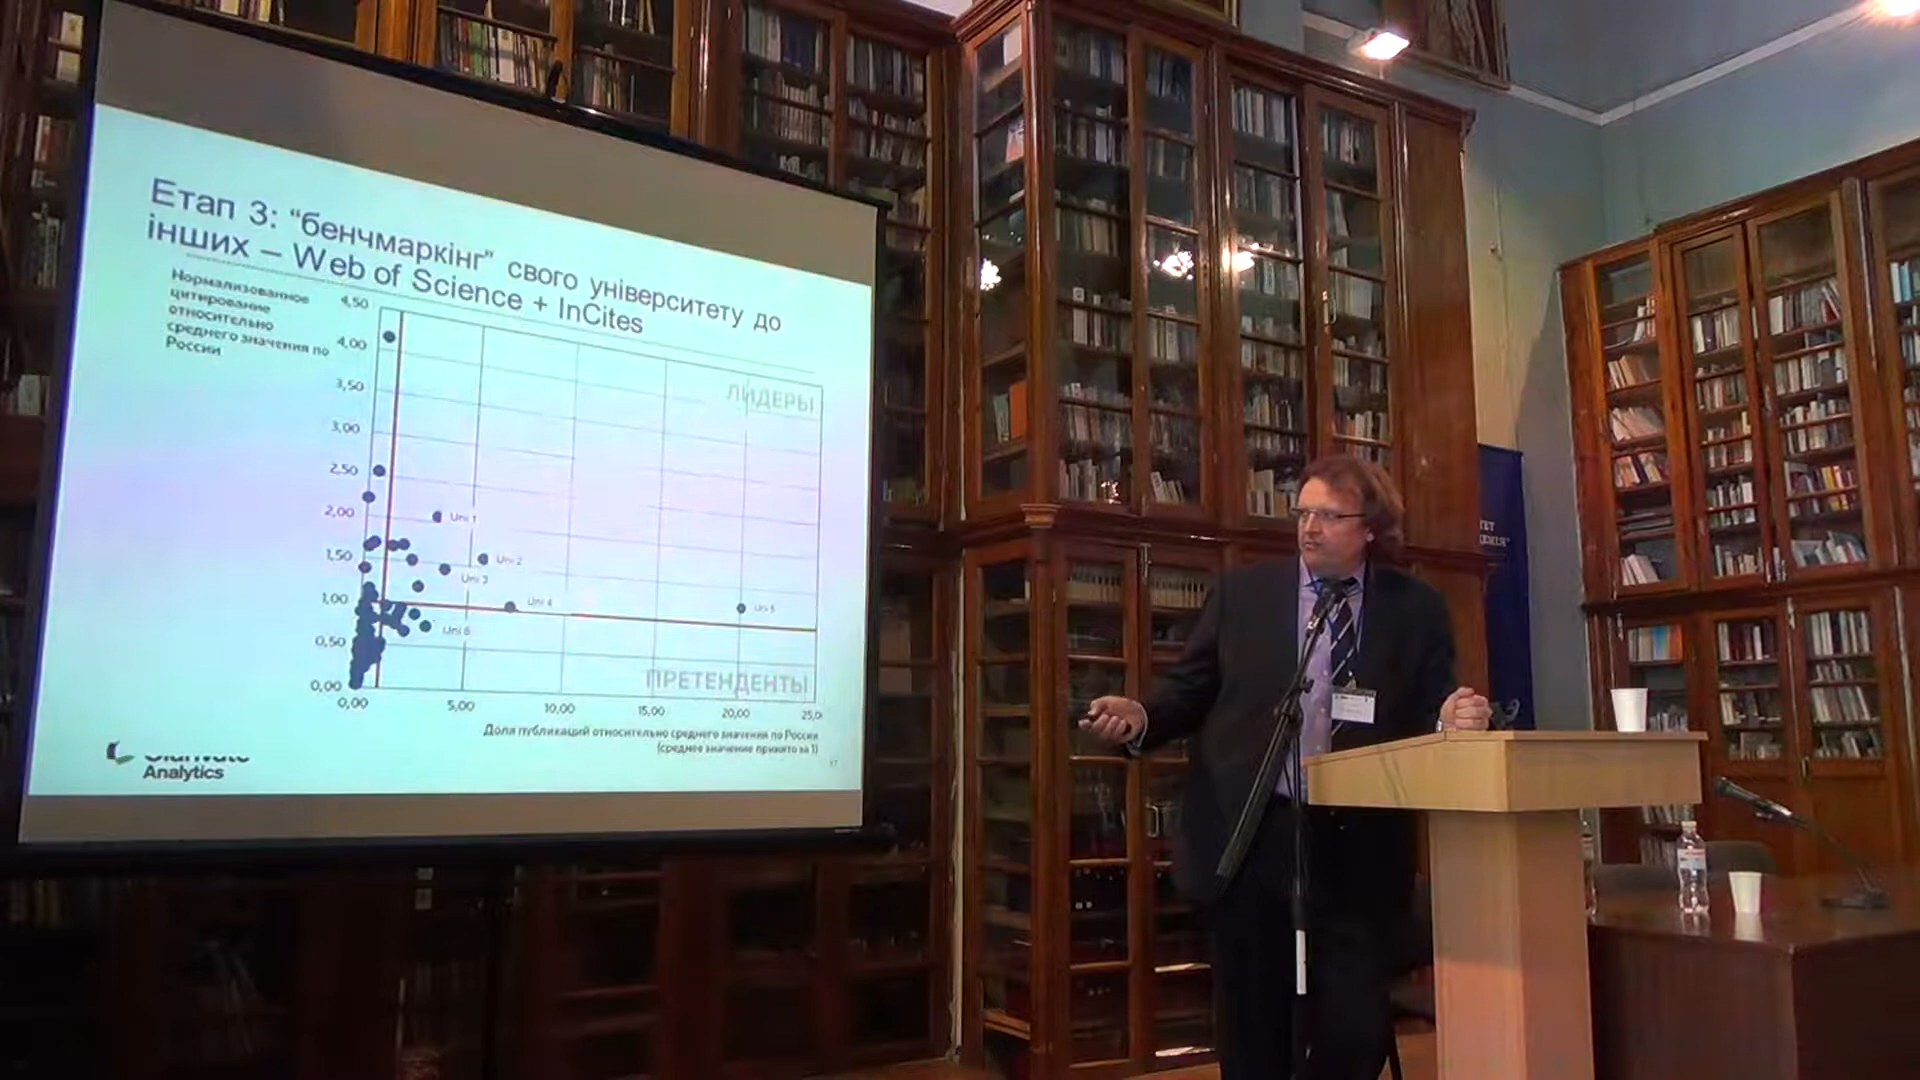 Етап 3: “бенчмаркінг” свого університету до
інших – Web of Science + InCites
Нормализованное
цитирование
относительно
среднего значения по
России
4,50
4,00
3,50
3,00
2,50
2,00
1,50
1,00
0,50
0,00
ЛИДЕРЫ
Uni 1
Uni 2
Uni 3
Uni 4
Uni 5
Uni 6
ПРЕТЕНДЕНТЫ
0,00
5,00
10,00
15,00
20,00
Доля публикаций относительно среднего значения по России
(среднее значение принято за 1)
Analytics